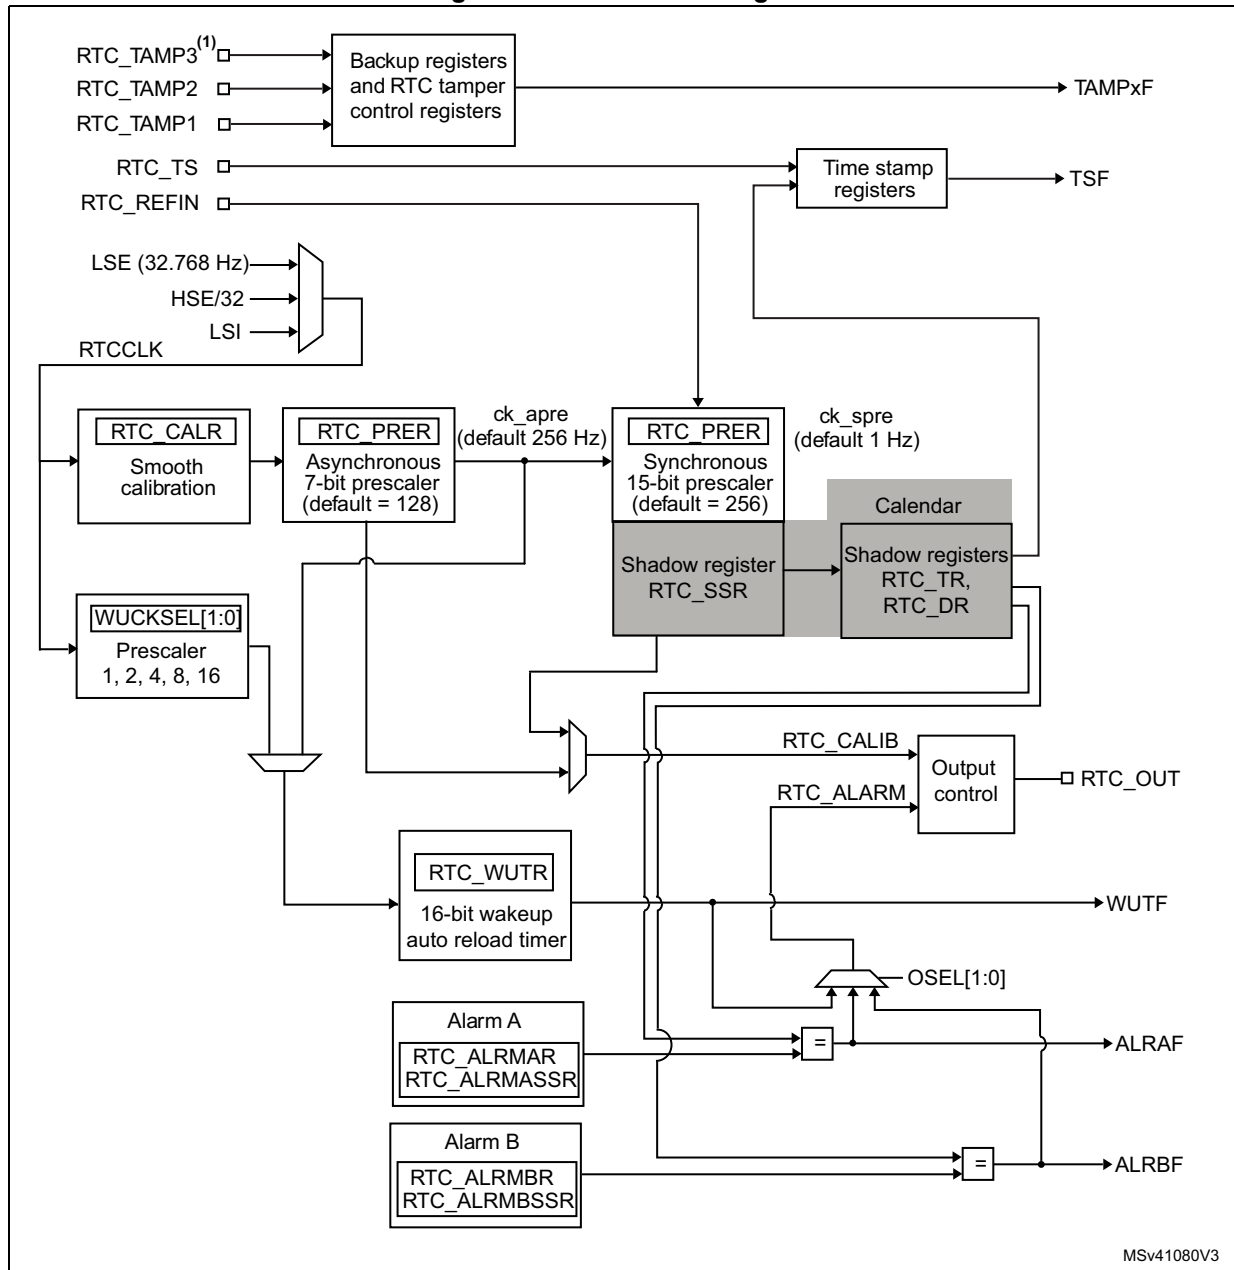 RTC_TAMP3(1)
RTC_TAMP2
RTC_TAMP1
Backup registers
and RTC tamper
control registers
TAMPxF
RTC_TS
RTC_REFIN
Time stamp
registers
TSF
LSE (32.768 Hz)
HSE/32
LSI
RTCCLK
RTC_CALR
Smooth
calibration
RTC_PRER
Asynchronous
7-bit prescaler
(default = 128)
ck_apre
(default 256 Hz)
RTC_PRER
Synchronous
15-bit prescaler
(default = 256)
ck_spre
(default 1 Hz)
Calendar
Shadow register
RTC_SSR
Shadow registers
RTC_TR,
RTC_DR
WUCKSEL[1:0]
Prescaler
1, 2, 4, 8, 16
RTC_CALIB
RTC_ALARM
Output
control
RTC_OUT
RTC_WUTR
16-bit wakeup
auto reload timer
WUTF
OSEL[1:0]
Alarm A
RTC_ALRMAR
RTC_ALRMASSR
=
ALRAF
Alarm B
RTC_ALRMBR
RTC_ALRMBSSR
=
ALRBF
MSv41080V3